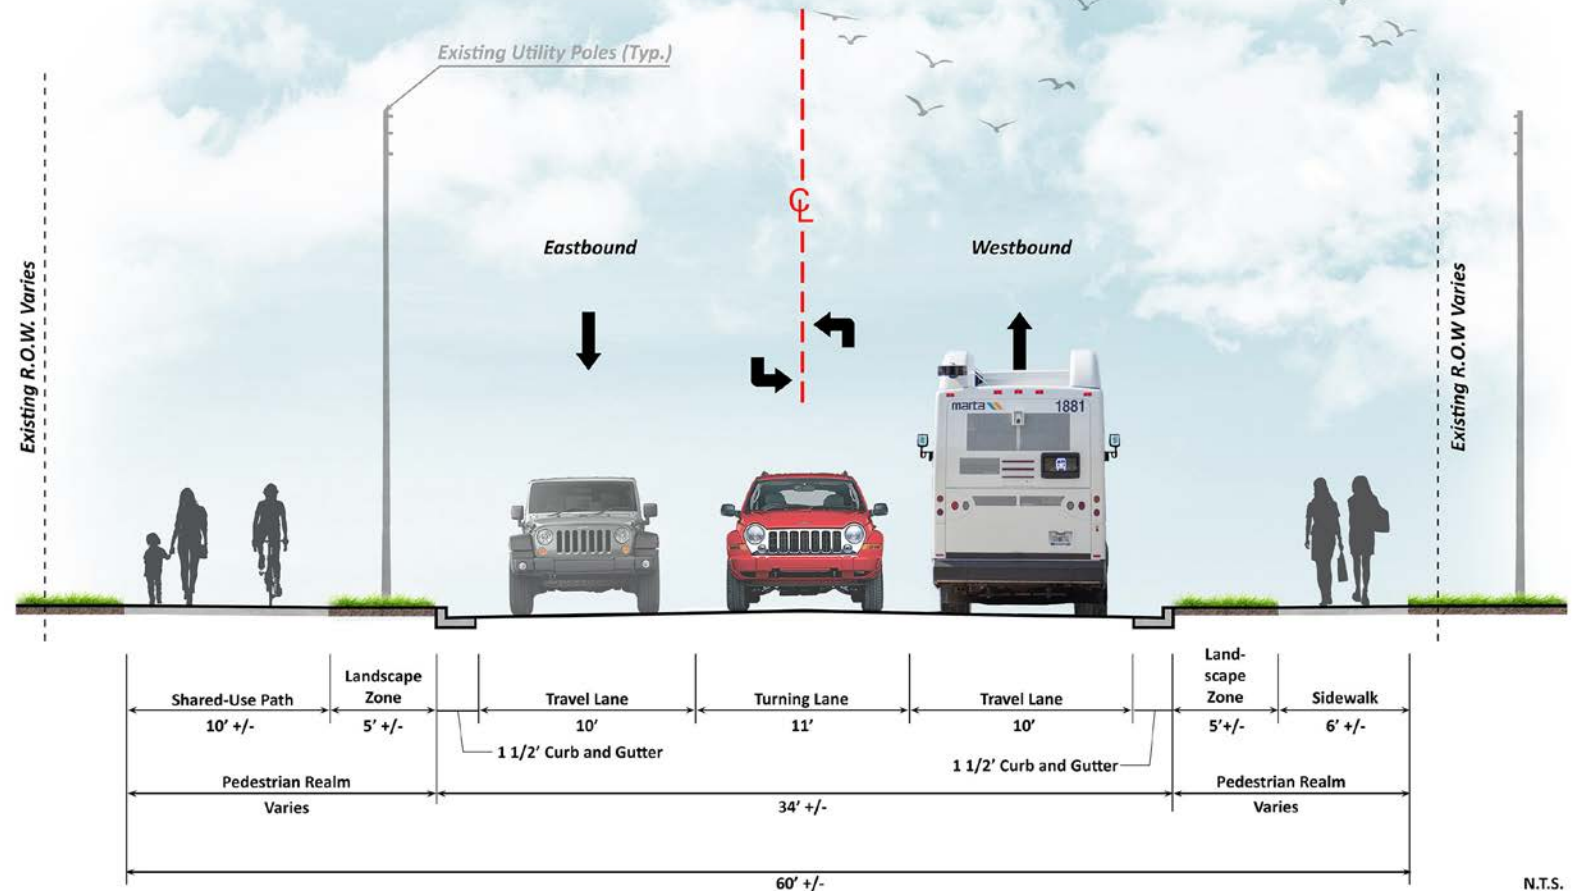 Existing Utility Poles (Typ.)
CL
Eastbound
Westbound
Existing R.O.W. Varies
Existing R.O.W Varies
marta
1881
Shared-Use Path
10' +/-
Landscape
Zone
5' +/-
Travel Lane
10'
Turning Lane
11'
Travel Lane
10'
Land-
scape
Zone
5'+/-
Sidewalk
6' +/-
1 1/2' Curb and Gutter
1 1/2' Curb and Gutter
Pedestrian Realm
Varies
34' +/-
Pedestrian Realm
Varies
60' +/-
N.T.S.